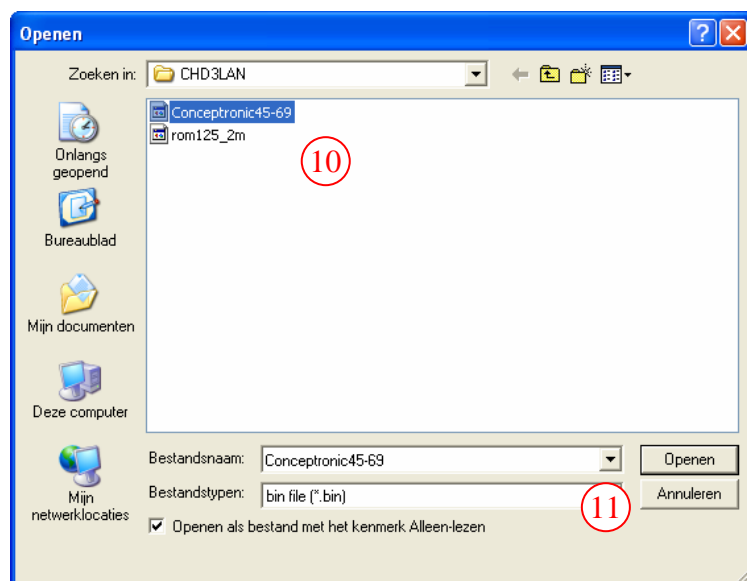 Openen
Zoeken in: CHD3LAN
Conceptronic45-69
rom125_2m
10
Onlangs
geopend
Bureaublad
Mijn documenten
Deze computer
Mijn
netwerklocaties
Bestandsnaam: Conceptronic45-69 Openen
Bestandstypen: bin file (*.bin) 11 Annuleren
Openen als bestand met het kenmerk Alleen-lezen